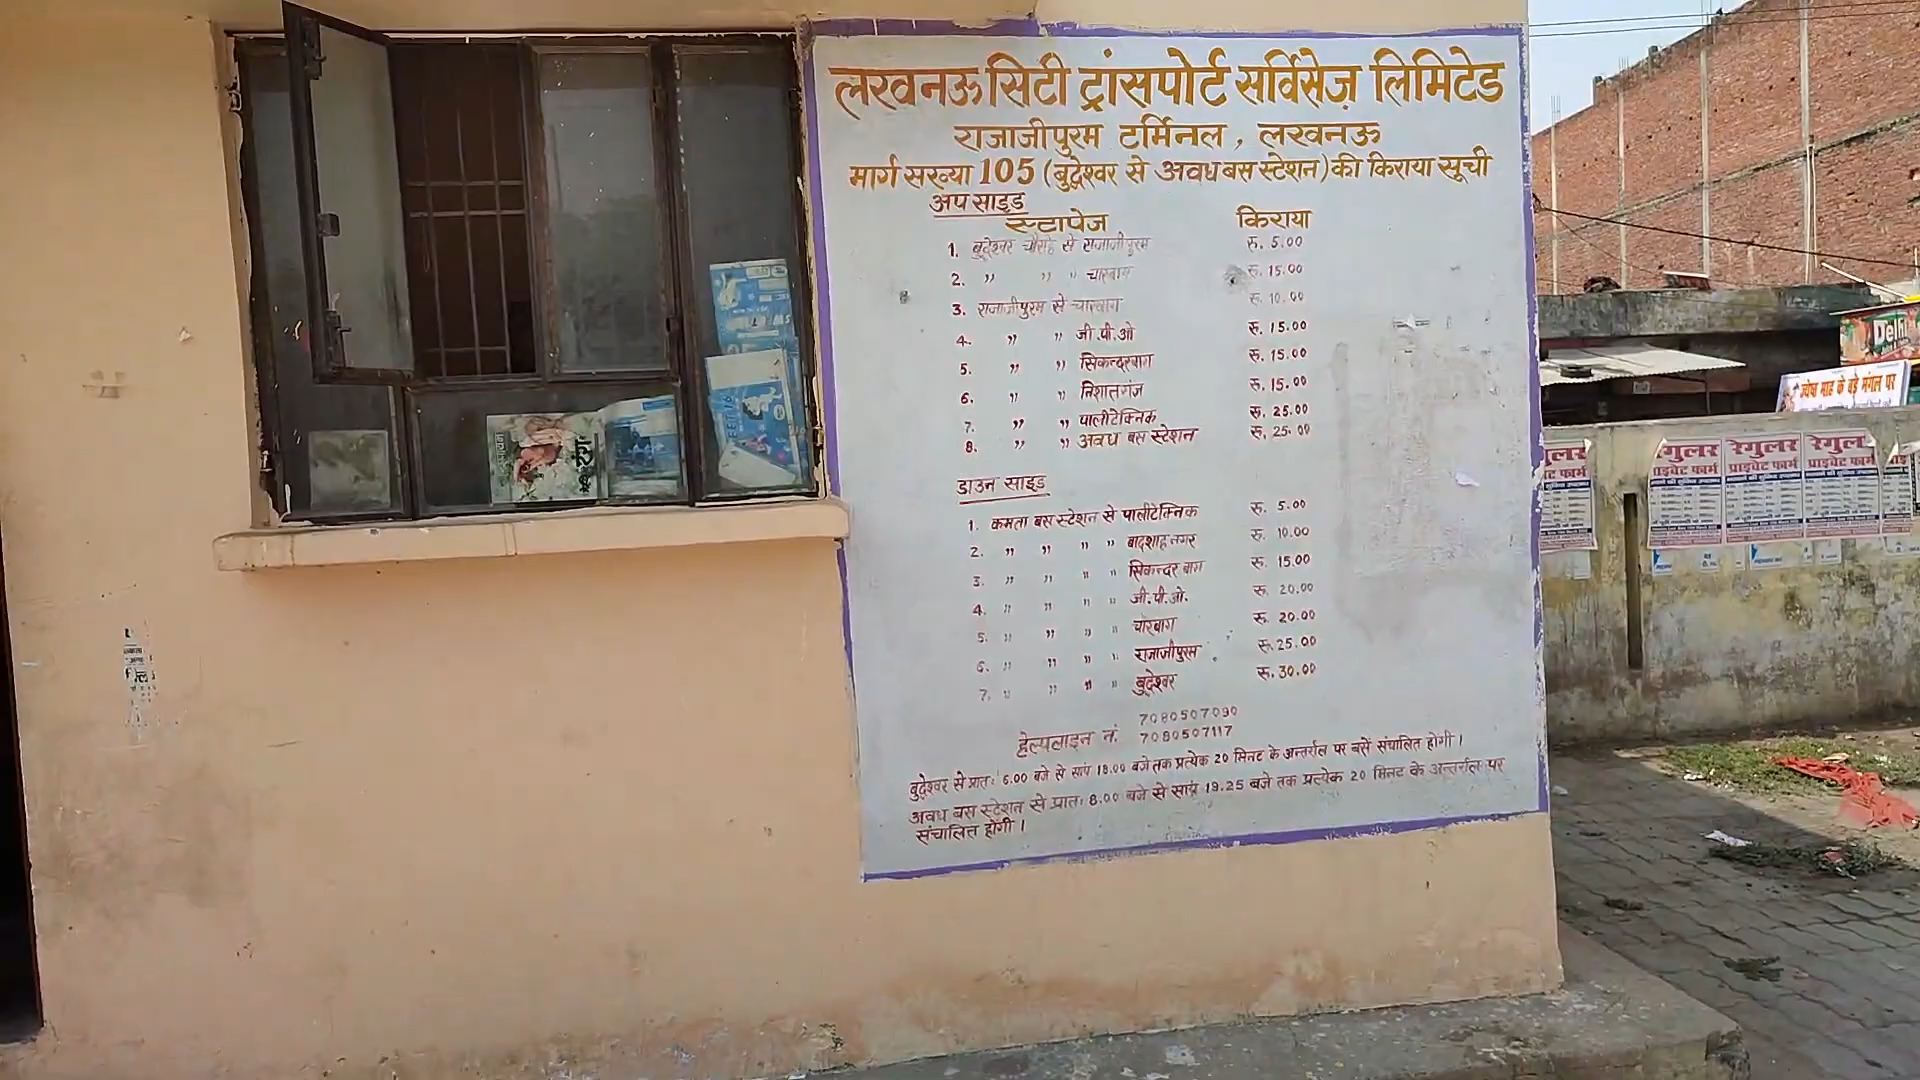 लखनऊ सिटी ट्रांसपोर्ट सर्विसेज़ लिमिटेड
राजाजीपुरम टर्मिनल, लखनऊ
मार्ग सख्या 105 (बुद्धेश्वर से अवध बस स्टेशन) की किराया सूची
अप साइड
स्टापेज किराया
1. बुद्देश्वर चौराहे से राजाजीपुरम रु. 5.00
2. ,, ,, ,, चारबाग रु. 15.00
3. राजाजीपुरम से चारबाग रु. 10.00
4. ,, ,, जी.पी.ओ रु. 15.00
5. ,, ,, सिकन्दरबाग रु. 15.00
6. ,, ,, निशातगंज रु. 15.00
7. ,, ,, पालीटेक्निक रु. 25.00
8. ,, ,, अवध बस स्टेशन रु. 25.00
डाउन साइड
1. कमता बस स्टेशन से पालीटेक्निक रु. 5.00
2. ,, ,, ,, ,, बादशाहनगर रु. 10.00
3. ,, ,, ,, ,, सिकन्दर बाग रु. 15.00
4. ,, ,, ,, ,, जी.पी.ओ. रु. 20.00
5. ,, ,, ,, ,, चारबाग रु. 20.00
6. ,, ,, ,, ,, राजाजीपुरम रु. 25.00
7. ,, ,, ,, ,, बुद्देश्वर रु. 30.00
हेल्पलाइन नं. 7080507090
7080507117
बुद्देश्वर से प्रातः 6.00 बजे से सांय 18.00 बजे तक प्रत्येक 20 मिनट के अन्तर्राल पर बसें संचालित होंगी।
अवध बस स्टेशन से प्रातः 8.00 बजे से सांय 19.25 बजे तक प्रत्येक 20 मिनट के अन्तर्राल पर
संचालित होंगी।
Delhi
ज्येष्ठ माह के बड़े मंगल पर
रेगुलर
प्राइवेट फार्म
रेगुलर
प्राइवेट फार्म